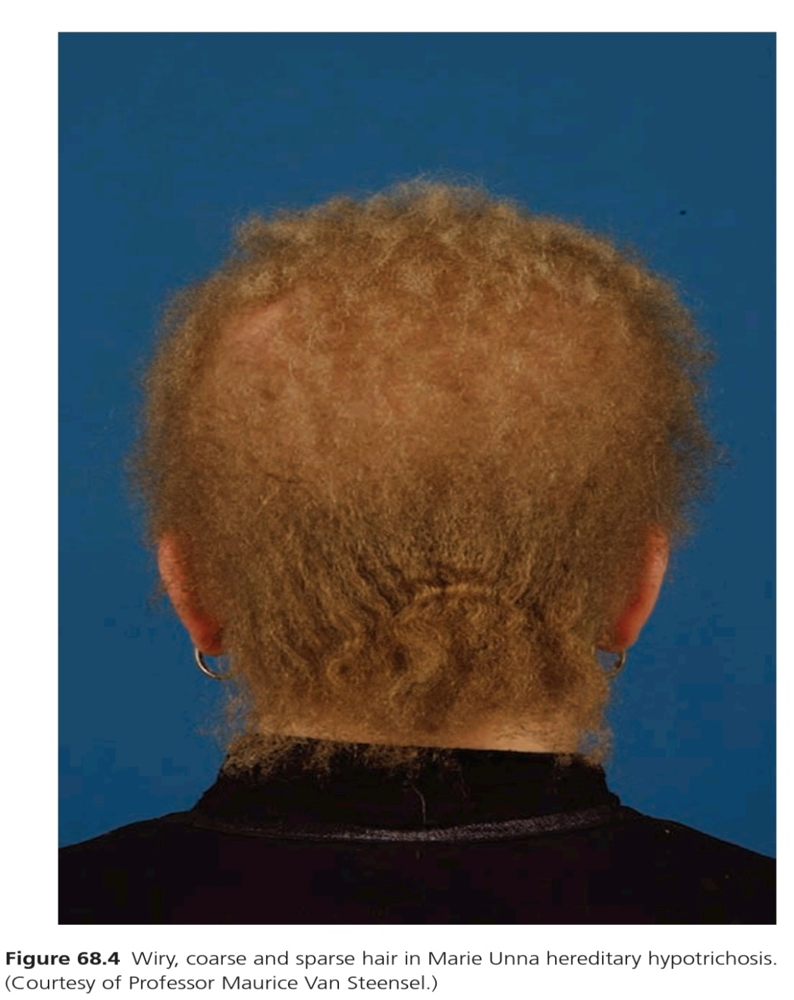 Figure 68.4 Wiry, coarse and sparse hair in Marie Unna hereditary hypotrichosis.
(Courtesy of Professor Maurice Van Steensel.)